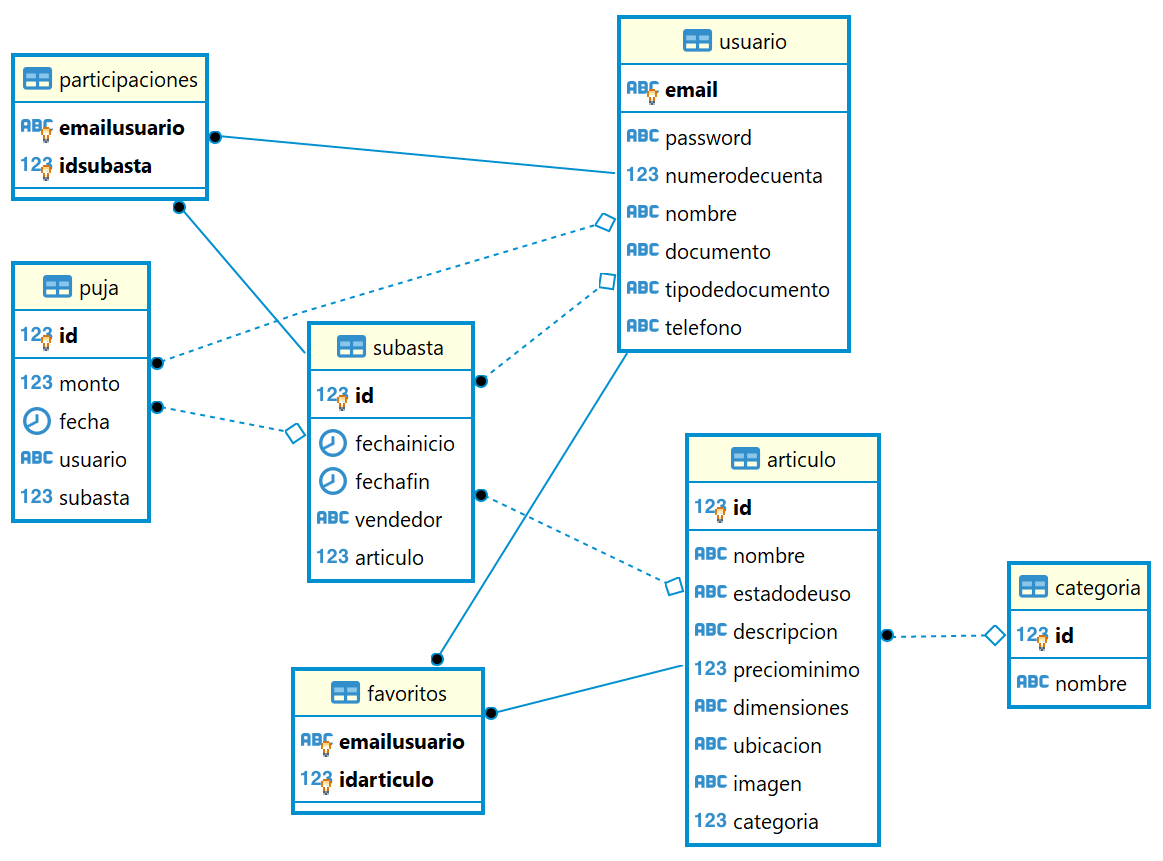 participaciones
ABC emailusuario
123 idsubasta
usuario
ABC email
ABC password
123 numerodecuenta
ABC nombre
ABC documento
ABC tipodedocumento
ABC telefono
puja
123 id
123 monto
fecha
ABC usuario
123 subasta
subasta
123 id
fechainicio
fechafin
ABC vendedor
123 articulo
articulo
123 id
ABC nombre
ABC estadodeuso
ABC descripcion
123 preciominimo
ABC dimensiones
ABC ubicacion
ABC imagen
123 categoria
categoria
123 id
ABC nombre
favoritos
ABC emailusuario
123 idarticulo